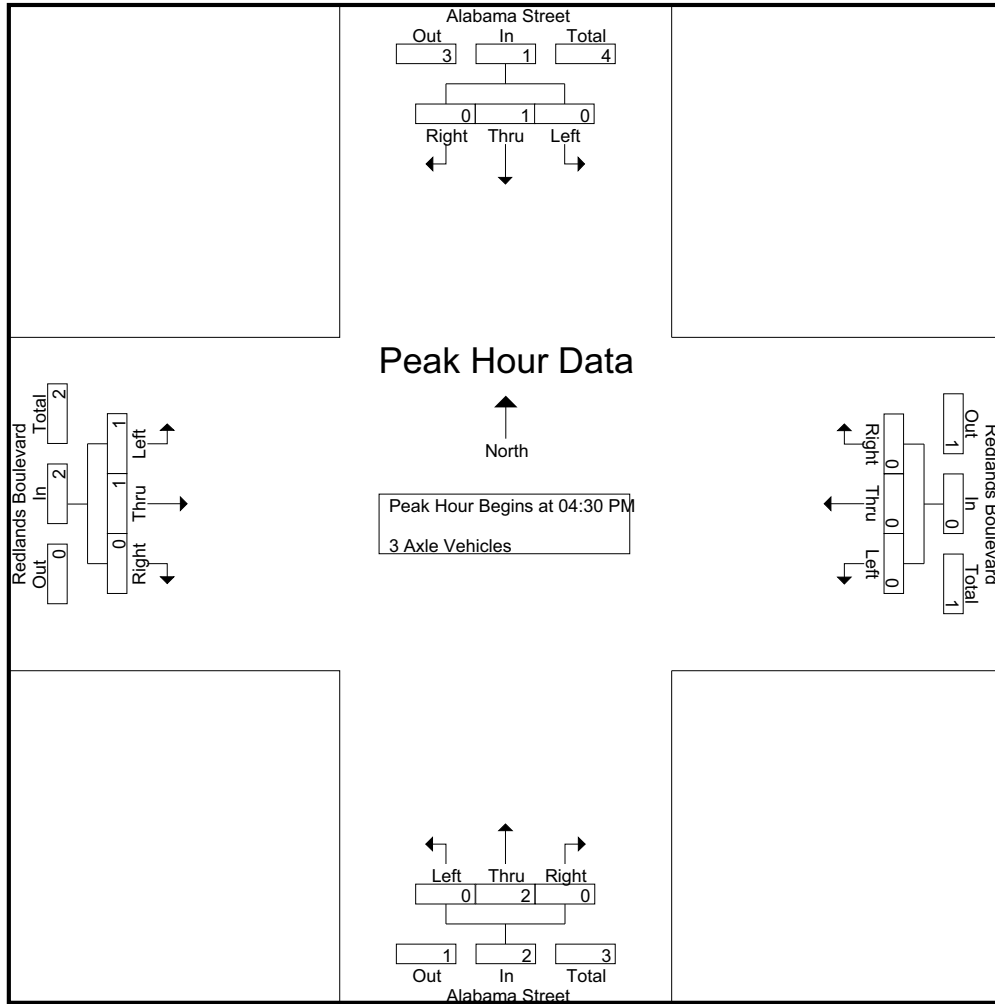 Alabama Street
Out In Total
3 1 4
0 1 0
Right Thru Left
Peak Hour Data
North
Peak Hour Begins at 04:30 PM
3 Axle Vehicles
Redlands Boulevard
Out In Total
0 2 2
1 1 0
Left Thru Right
Redlands Boulevard
Out In Total
1 0 1
0 0 0
Right Thru Left
Left Thru Right
0 2 0
1 2 3
Out In Total
Alabama Street